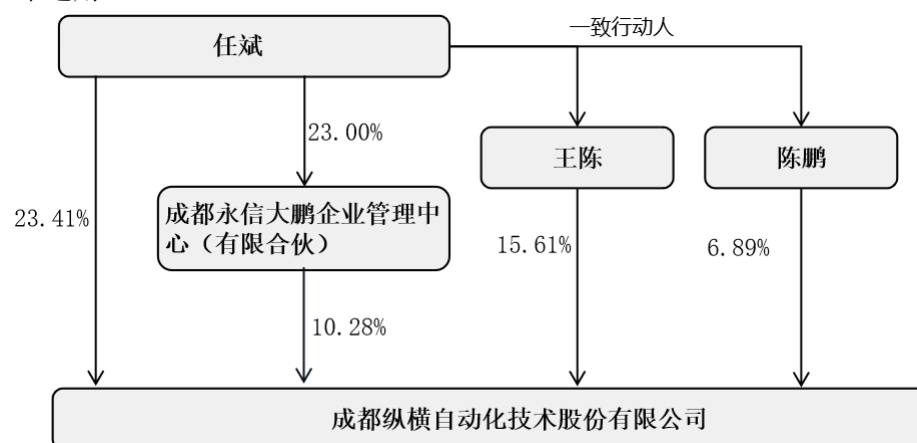 一致行动人
任斌
23.00%
王陈
陈鹏
成都永信大鹏企业管理中
心（有限合伙）
23.41%
15.61%
6.89%
10.28%
成都纵横自动化技术股份有限公司